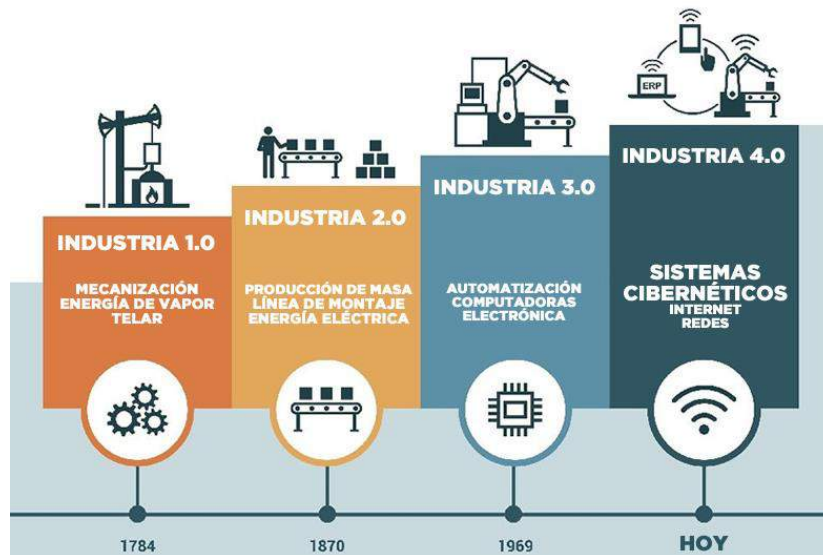 ERP
INDUSTRIA 1.0
MECANIZACIÓN
ENERGÍA DE VAPOR
TELAR
INDUSTRIA 2.0
PRODUCCIÓN DE MASA
LÍNEA DE MONTAJE
ENERGÍA ELÉCTRICA
INDUSTRIA 3.0
AUTOMATIZACIÓN
COMPUTADORAS
ELECTRÓNICA
INDUSTRIA 4.0
SISTEMAS
CIBERNÉTICOS
INTERNET
REDES
1784
1870
1969
HOY